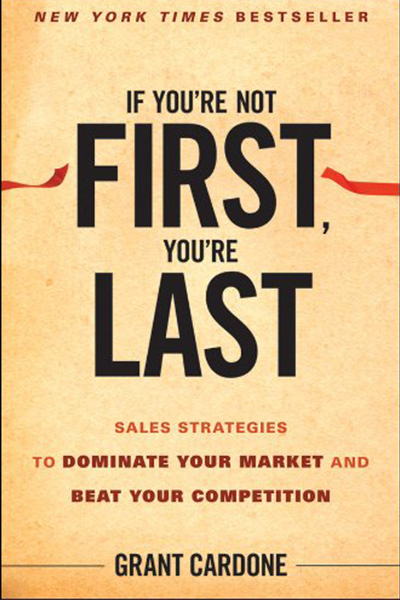 NEW YORK TIMES BESTSELLER
IF YOU'RE NOT
FIRST,
YOU'RE
LAST
SALES STRATEGIES
TO DOMINATE YOUR MARKET AND
BEAT YOUR COMPETITION
GRANT CARDONE